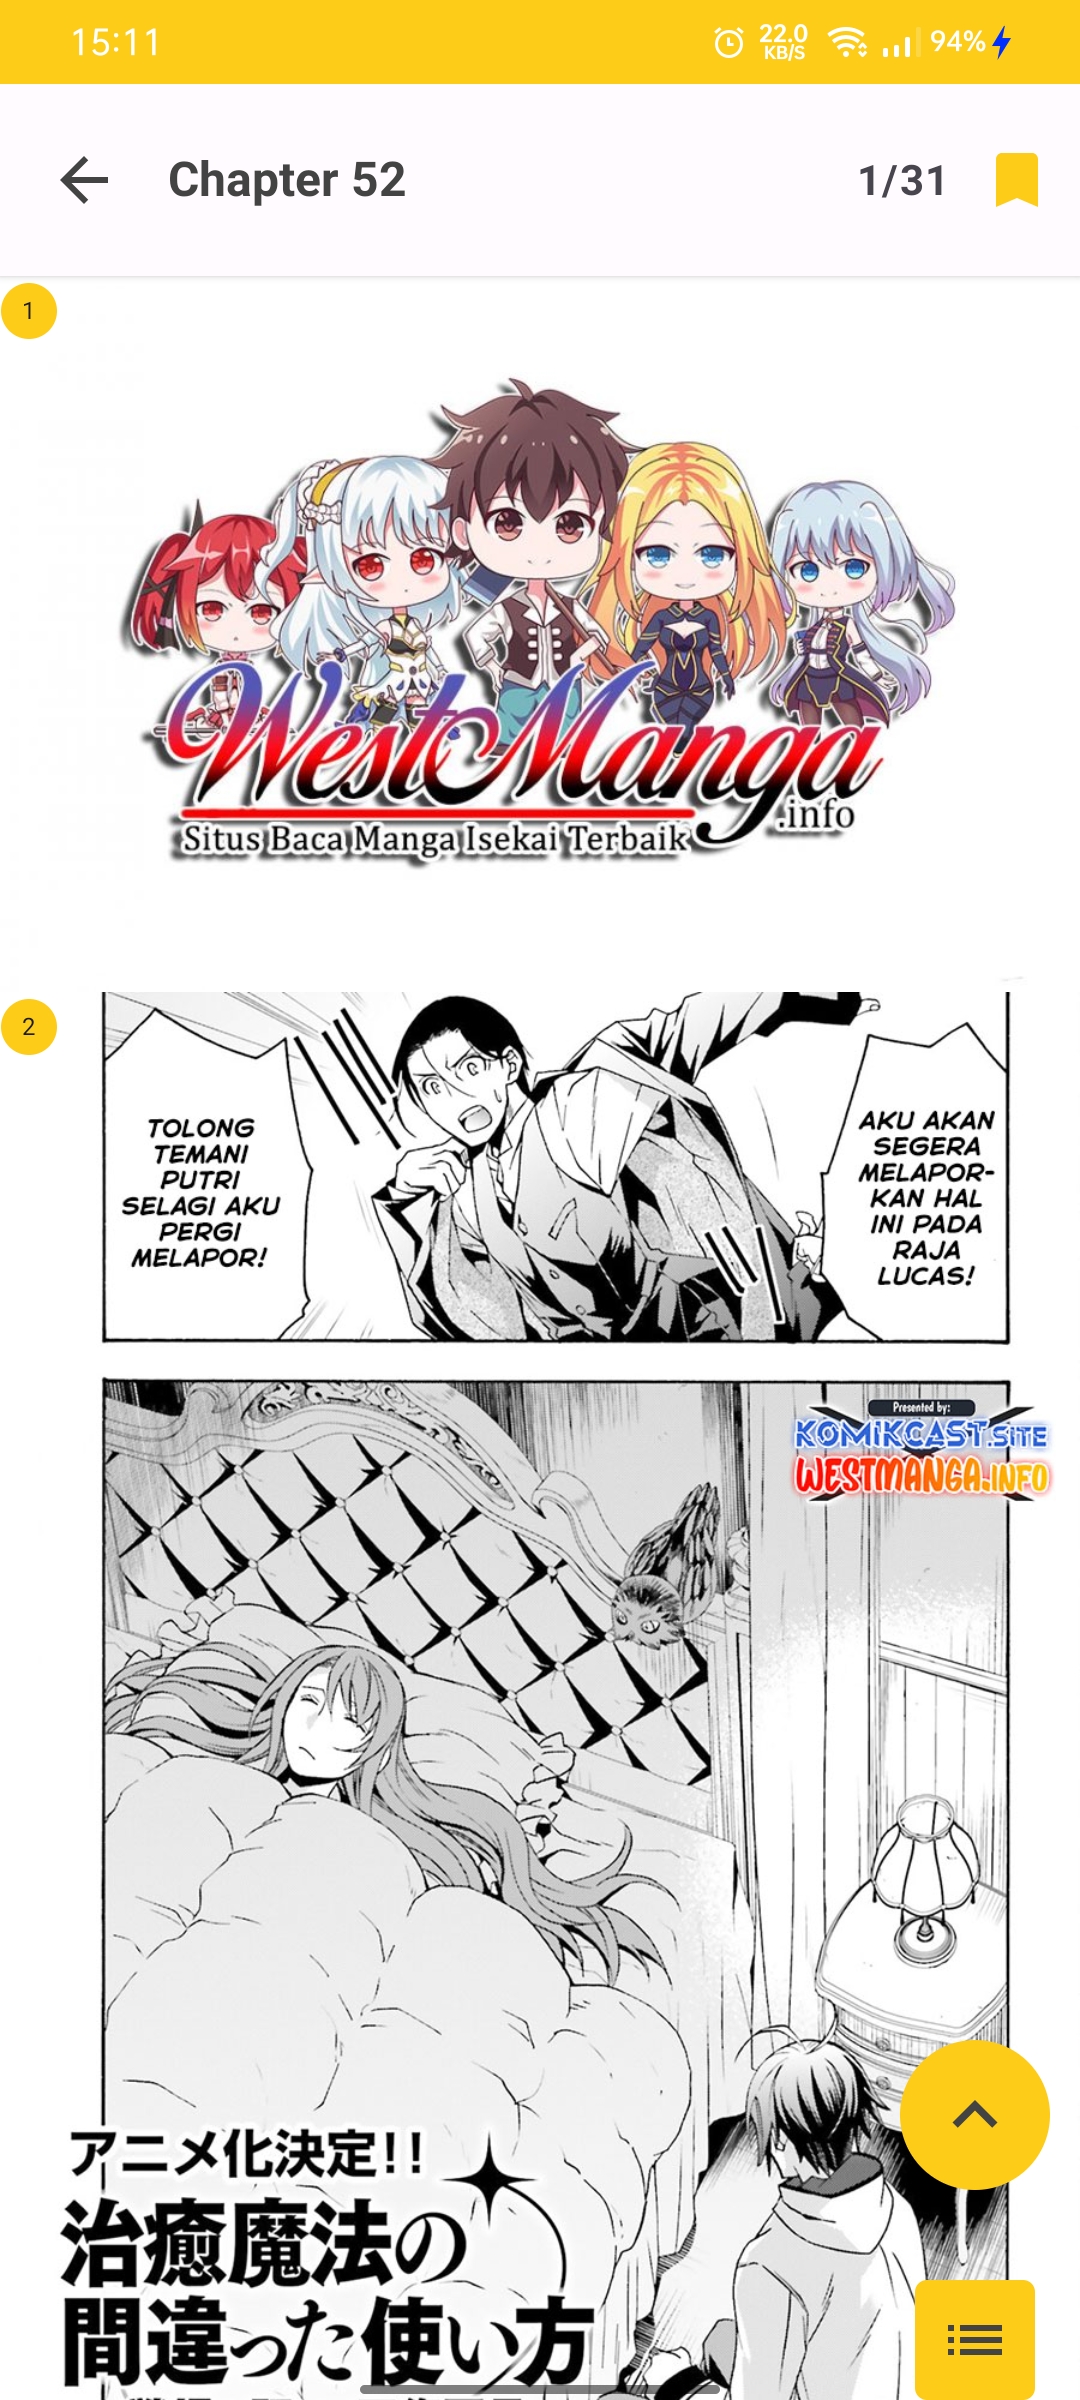 15:11
22.0
KB/S
94%
Chapter 52
1/31
1
WestManga
.info
Situs Baca Manga Isekai Terbaik
2
AKU AKAN
SEGERA
MELAPOR-
KAN HAL
INI PADA
RAJA
LUCAS!
TOLONG
TEMANI
PUTRI
SELAGI AKU
PERGI
MELAPOR!
Presented by:
KOMIKCAST.SITE
WESTMANGA.INFO
アニメ化決定!!
治癒魔法の
間違った使い方